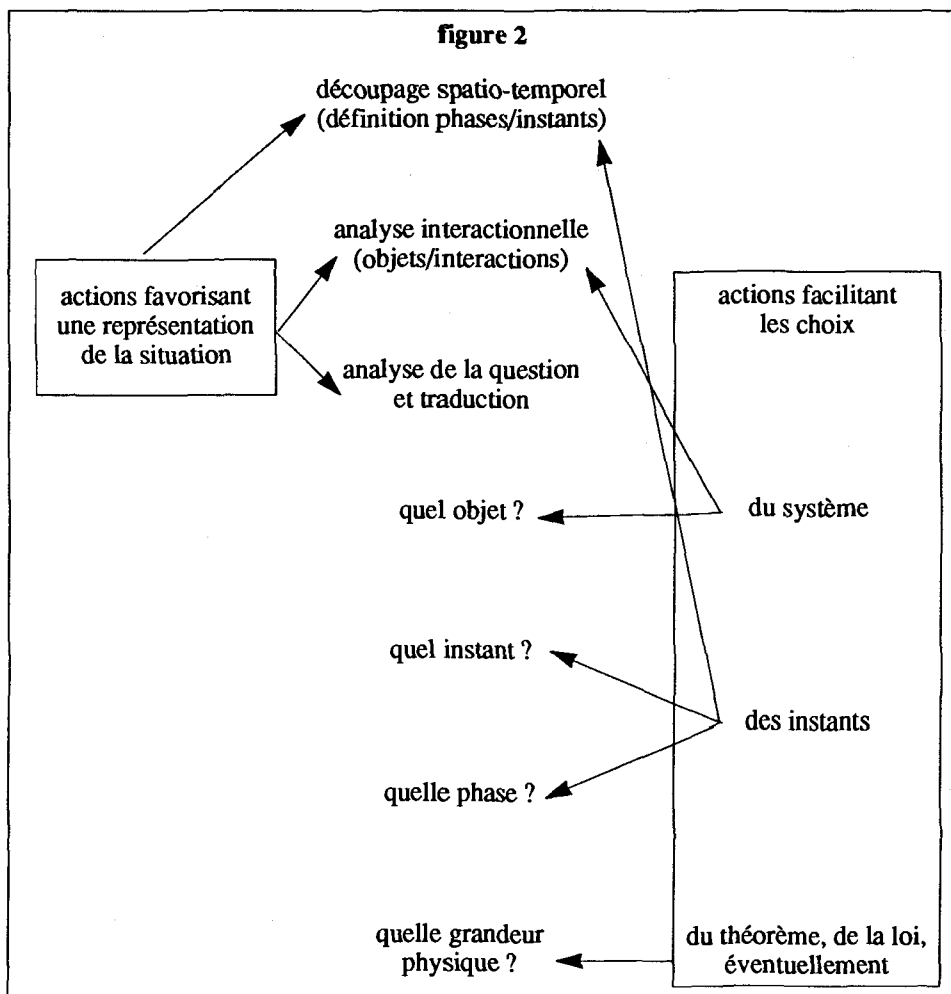 figure 2
découpage spatio-temporel
(définition phases/instants)
analyse interactionnelle
(objets/interactions)
actions favorisant
une représentation
de la situation
actions facilitant
les choix
analyse de la question
et traduction
quel objet ?
du système
quel instant ?
des instants
quelle phase ?
quelle grandeur
physique ?
du théorème, de la loi,
éventuellement